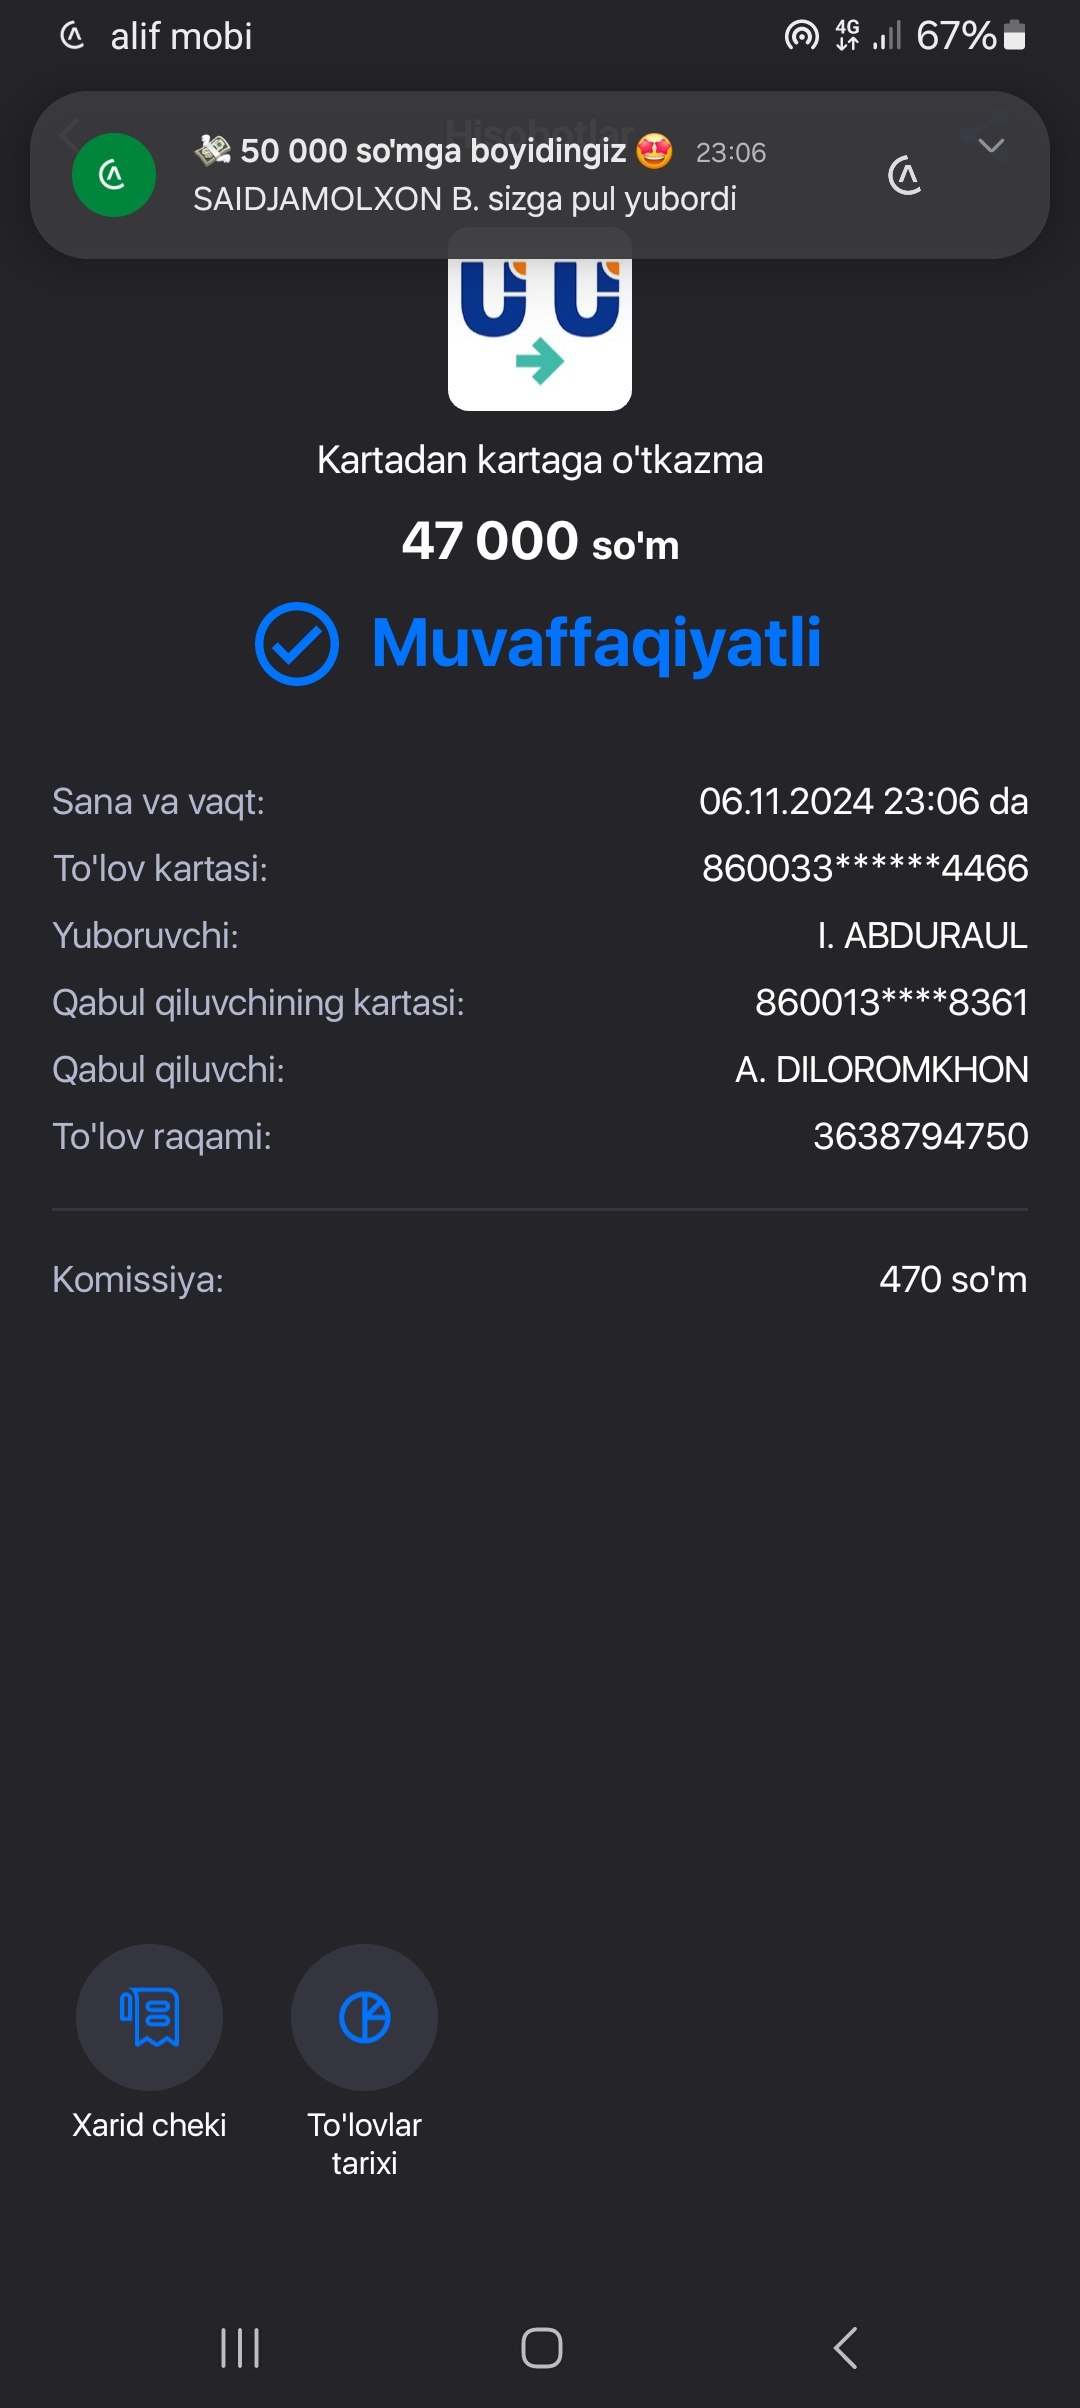 alif mobi
4G 67%
Hisobotlar
50 000 so'mga boyidingiz 23:06
SAIDJAMOLXON B. sizga pul yubordi
Kartadan kartaga o'tkazma
47 000 so'm
Muvaffaqiyatli
Sana va vaqt: 06.11.2024 23:06 da
To'lov kartasi: 860033******4466
Yuboruvchi: I. ABDURAUL
Qabul qiluvchining kartasi: 860013****8361
Qabul qiluvchi: A. DILOROMKHON
To'lov raqami: 3638794750
Komissiya: 470 so'm
Xarid cheki
To'lovlar
tarixi